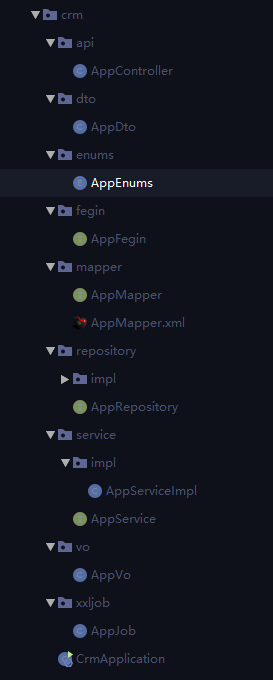 crm
api
AppController
dto
AppDto
enums
AppEnums
fegin
AppFegin
mapper
AppMapper
AppMapper.xml
repository
impl
AppRepository
service
impl
AppServiceImpl
AppService
vo
AppVo
xxljob
AppJob
CrmApplication